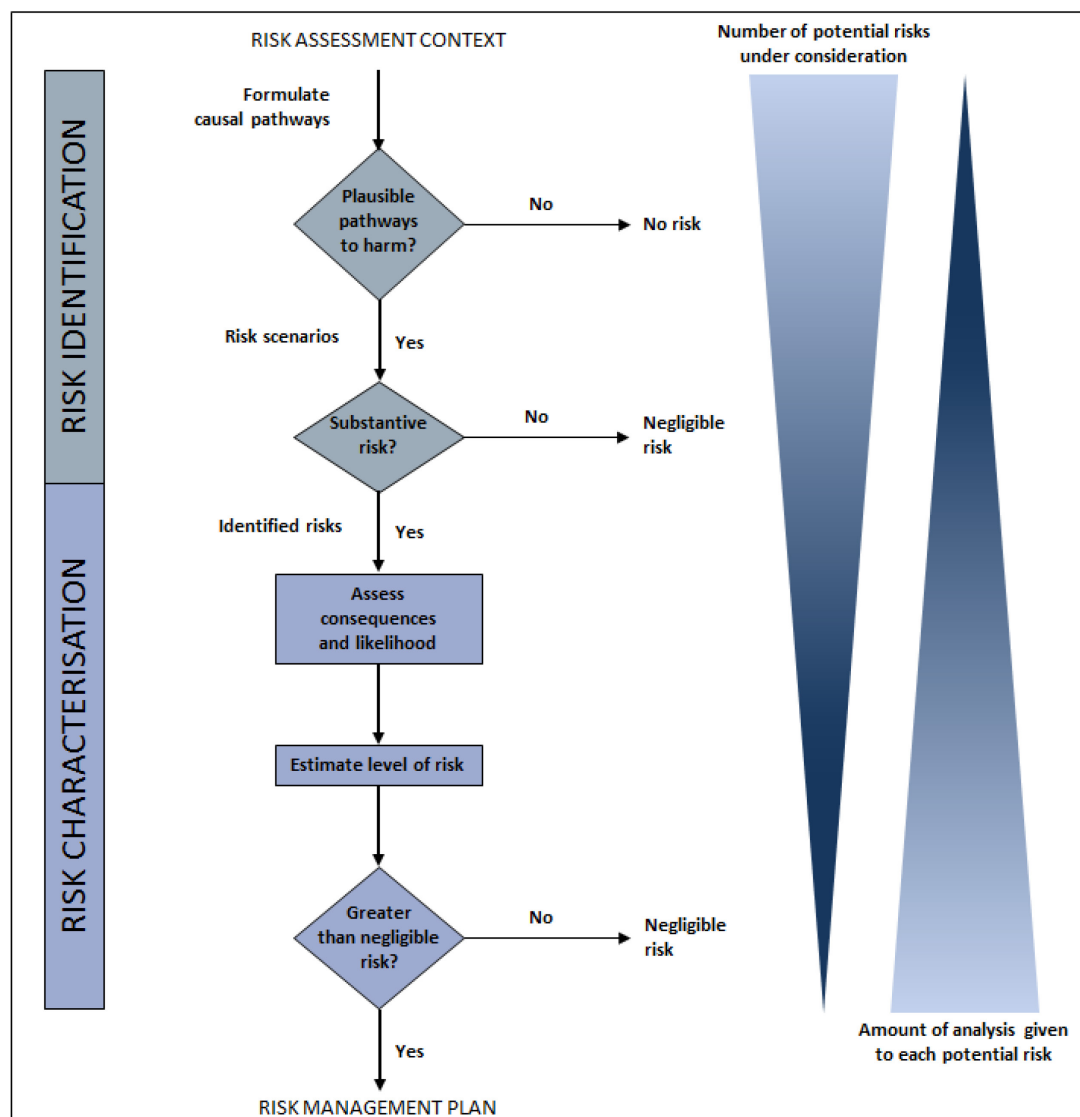 RISK ASSESSMENT CONTEXT
Number of potential risks
under consideration
RISK IDENTIFICATION
Formulate
causal pathways
Plausible
pathways
to harm?
No
No risk
Risk scenarios
Yes
Substantive
risk?
No
Negligible
risk
RISK CHARACTERISATION
Identified risks
Yes
Assess
consequences
and likelihood
Estimate level of risk
Greater
than negligible
risk?
No
Negligible
risk
Yes
RISK MANAGEMENT PLAN
Amount of analysis given
to each potential risk